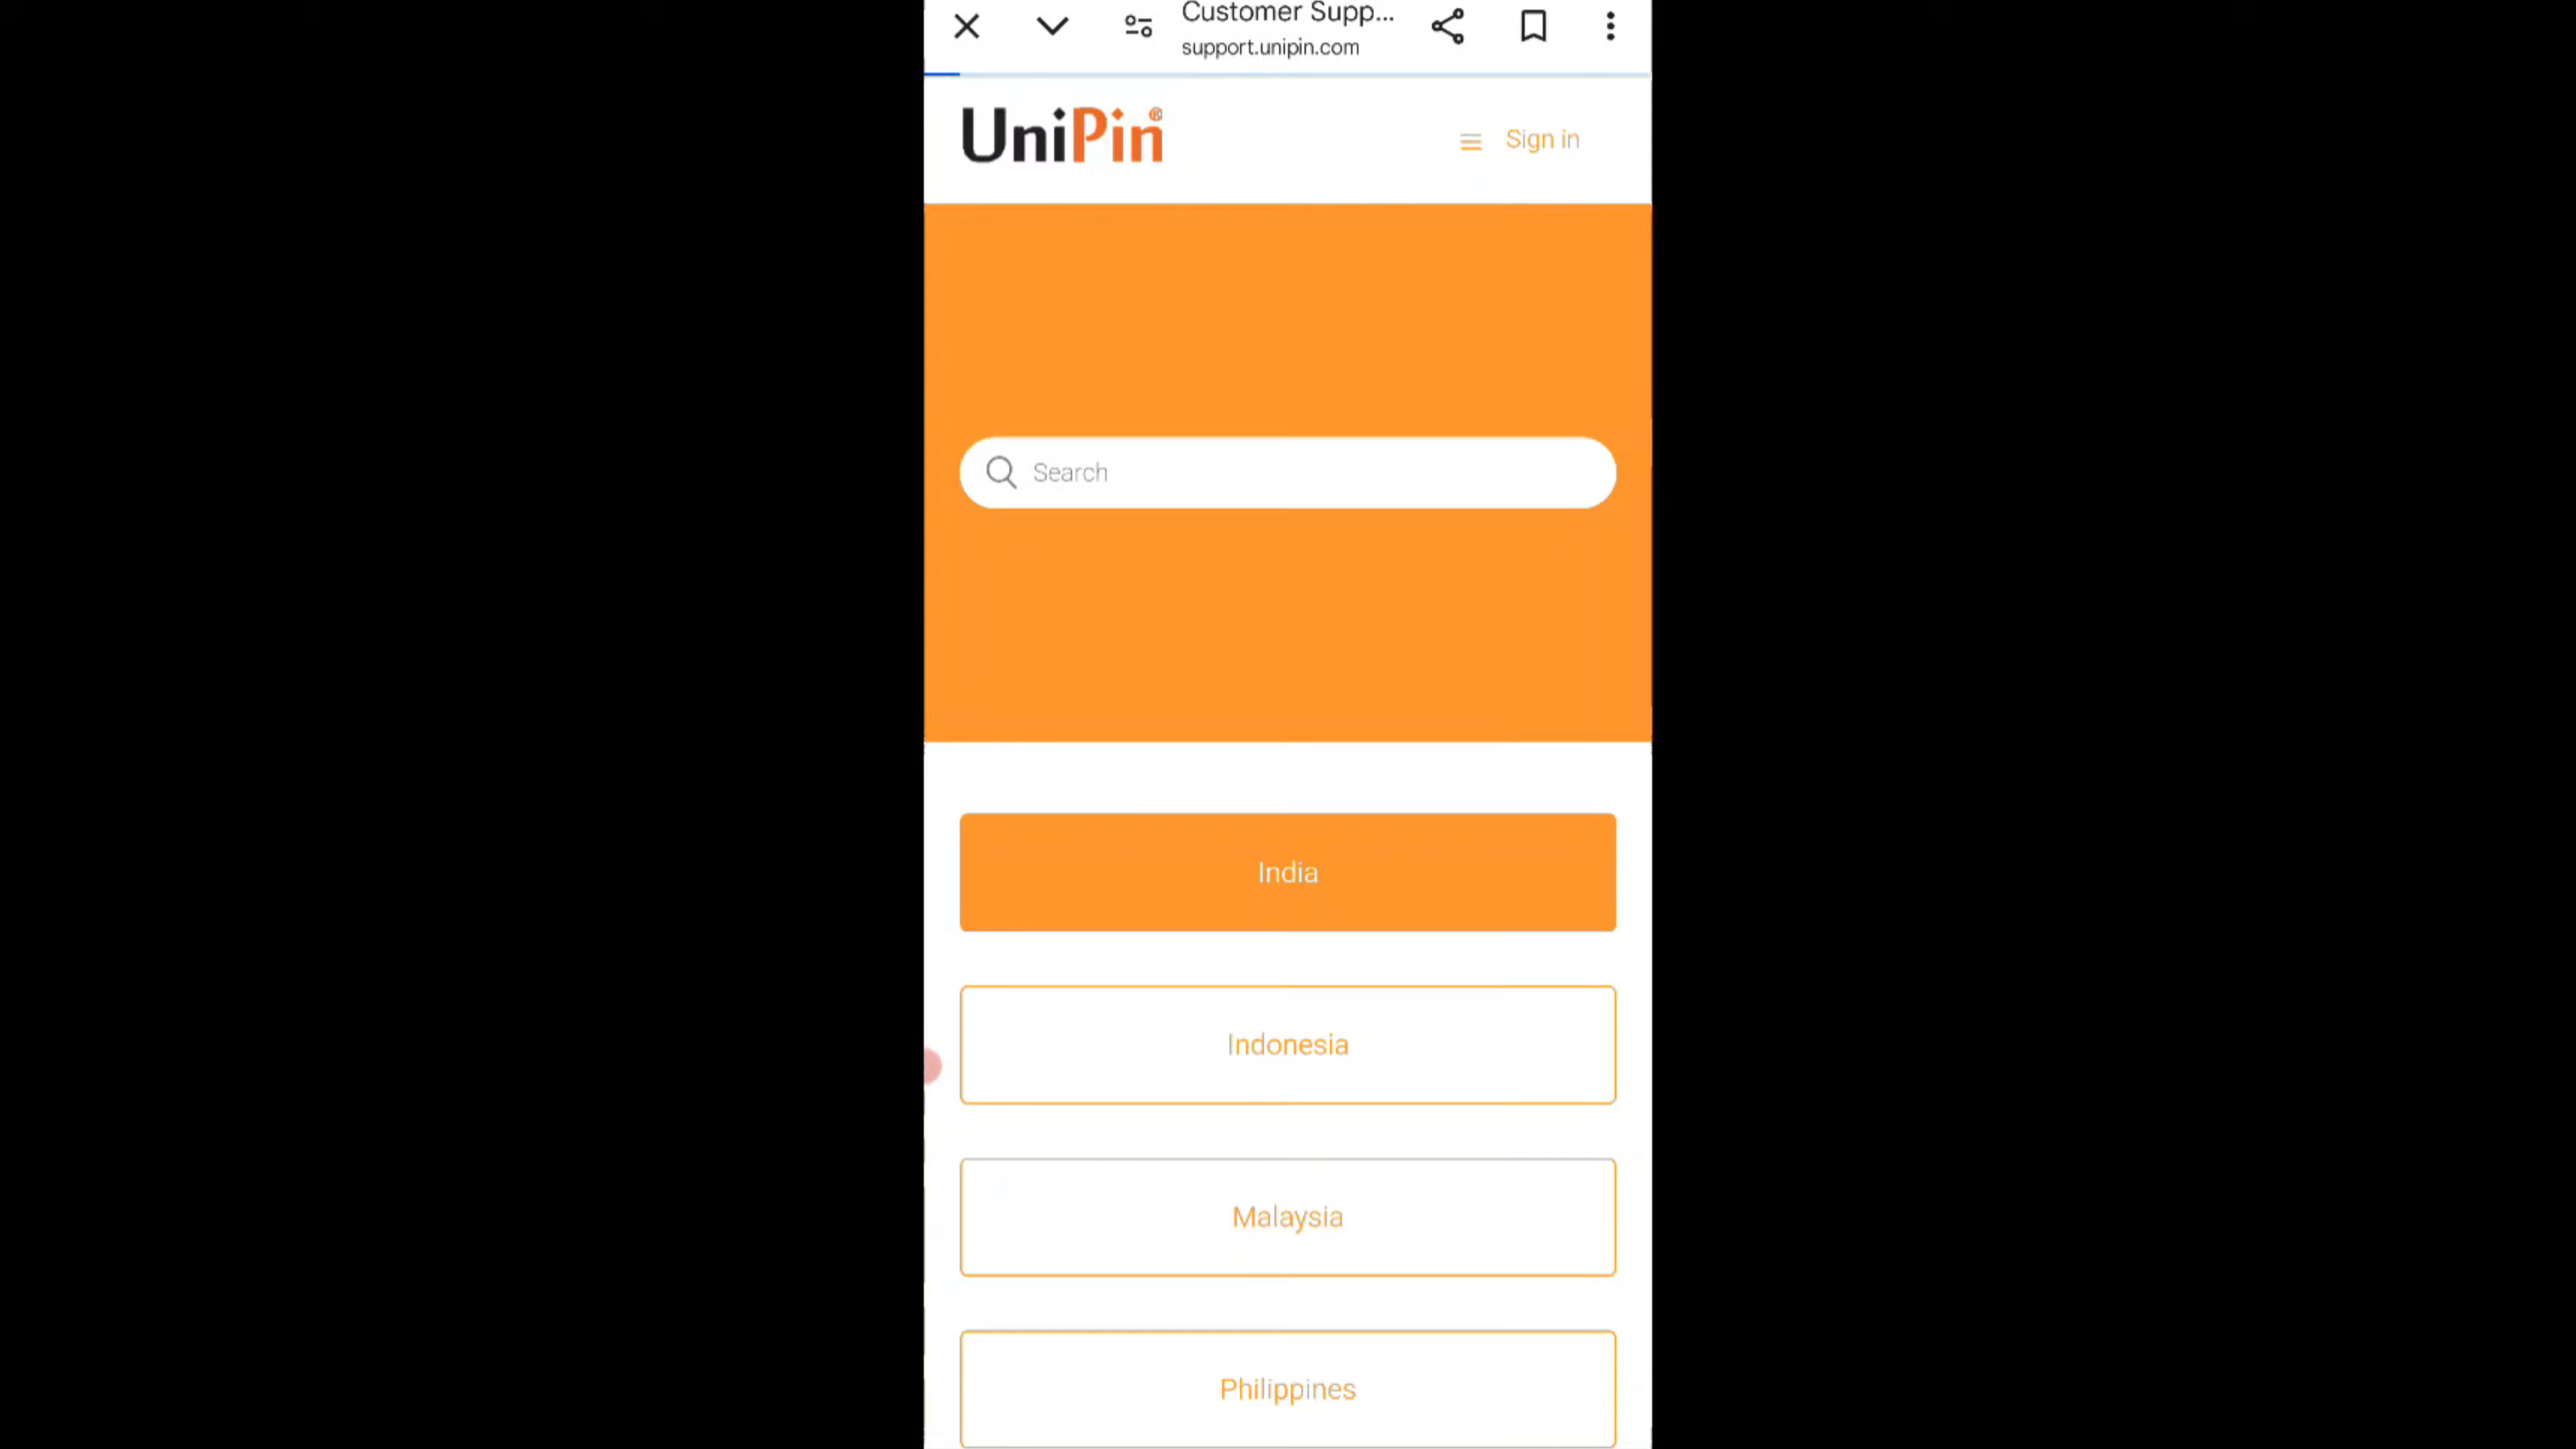 Customer Supp...
support.unipin.com
UniPin®
Sign in
Search
India
Indonesia
Malaysia
Philippines